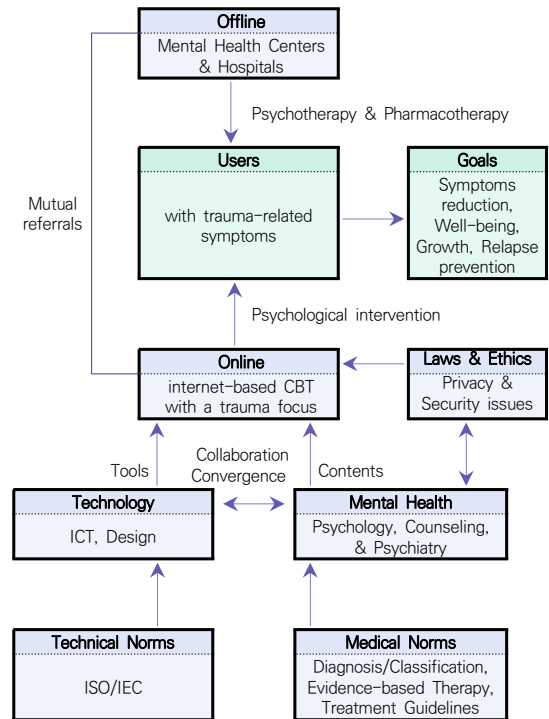 Offline
Mental Health Centers
& Hospitals
Psychotherapy & Pharmacotherapy
Users
with trauma-related
symptoms
Goals
Symptoms
reduction,
Well-being,
Growth, Relapse
prevention
Mutual
referrals
Psychological intervention
Online
internet-based CBT
with a trauma focus
Laws & Ethics
Privacy &
Security issues
Tools
Collaboration
Convergence
Contents
Technology
ICT, Design
Mental Health
Psychology, Counseling,
& Psychiatry
Technical Norms
ISO/IEC
Medical Norms
Diagnosis/Classification,
Evidence-based Therapy,
Treatment Guidelines